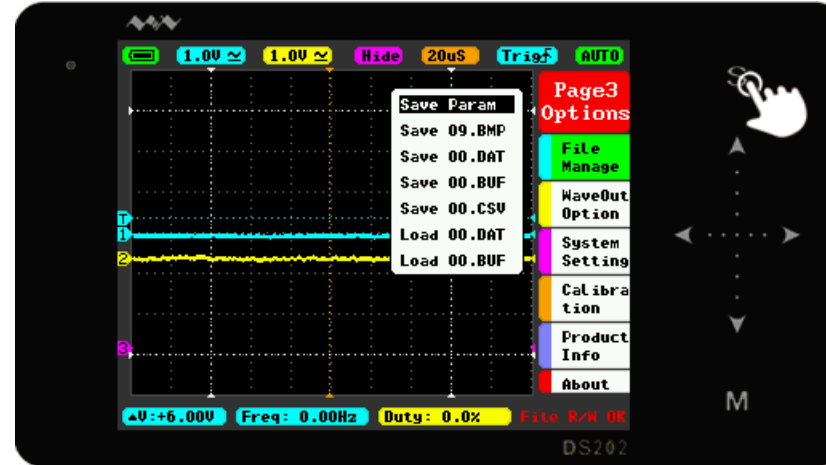 1.0V
1.0V
Hide
20uS
Trig
AUTO
Page3
Options
Save Param
Save 09.BMP
Save 00.DAT
Save 00.BUF
Save 00.CSV
Load 00.DAT
Load 00.BUF
File
Manage
WaveOut
Option
System
Setting
Calibra
tion
Product
Info
About
T
1
2
3
▲V:+6.00V
Freq: 0.00Hz
Duty: 0.0%
File R/W OK
M
DS202